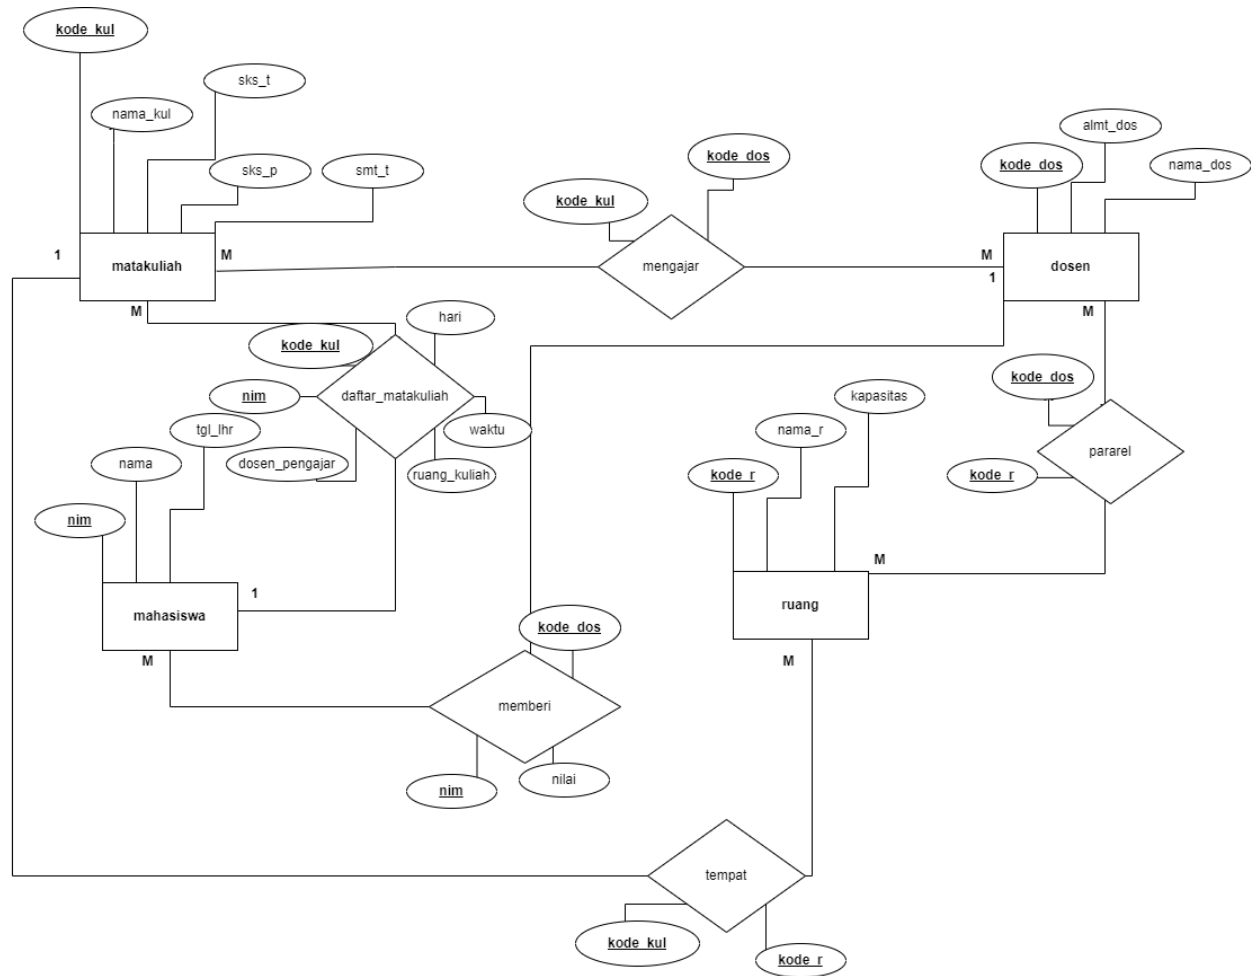 kode_kul
sks_t
nama_kul
sks_p
smt_t
almt_dos
kode_dos
kode_dos
nama_dos
kode_kul
1
M
M
1
matakuliah
mengajar
dosen
M
M
hari
kode_kul
nim
daftar_matakuliah
kode_dos
kapasitas
tgl_lhr
waktu
nama_r
nama
dosen_pengajar
ruang_kuliah
pararel
kode_r
kode_r
nim
M
1
mahasiswa
ruang
kode_dos
M
M
memberi
nim
nilai
tempat
kode_kul
kode_r